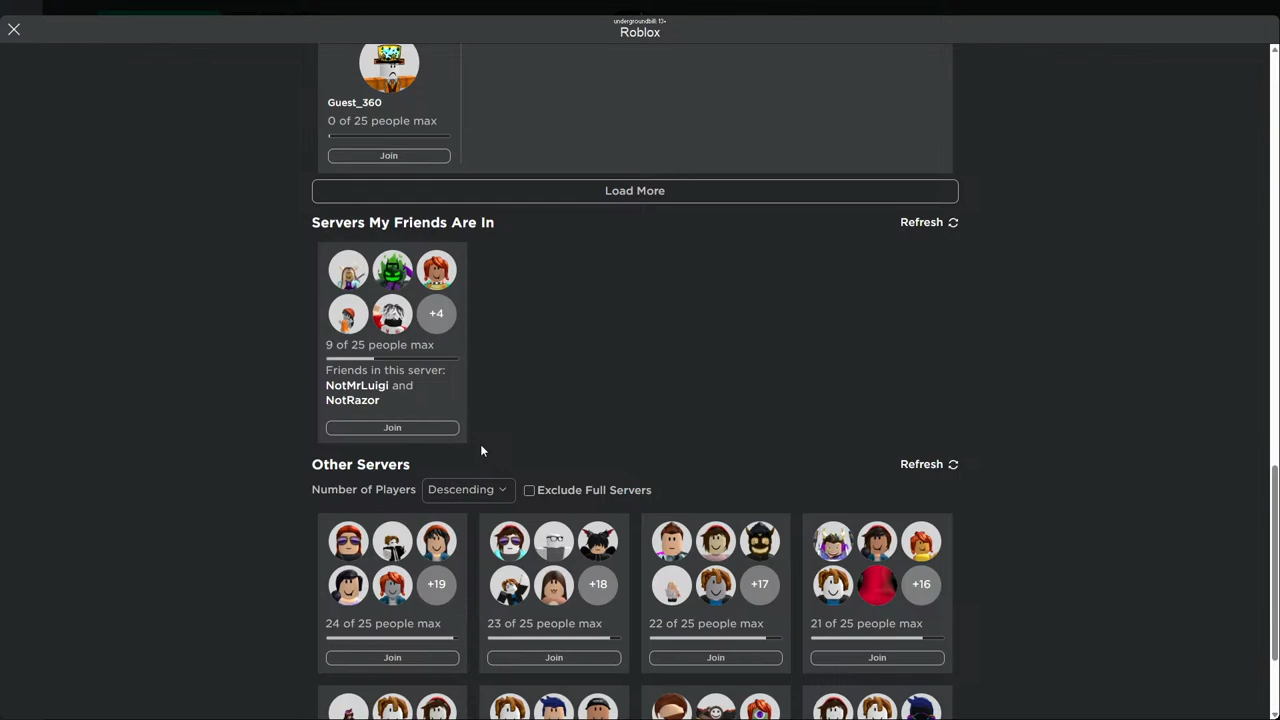 undergroundbill: 13+
Roblox
Guest_360
0 of 25 people max
Join
Load More
Servers My Friends Are In
Refresh
+4
9 of 25 people max
Friends in this server:
NotMrLuigi and
NotRazor
Join
Other Servers
Refresh
Number of Players
Descending
Exclude Full Servers
+19
+18
+17
+16
24 of 25 people max
23 of 25 people max
22 of 25 people max
21 of 25 people max
Join
Join
Join
Join